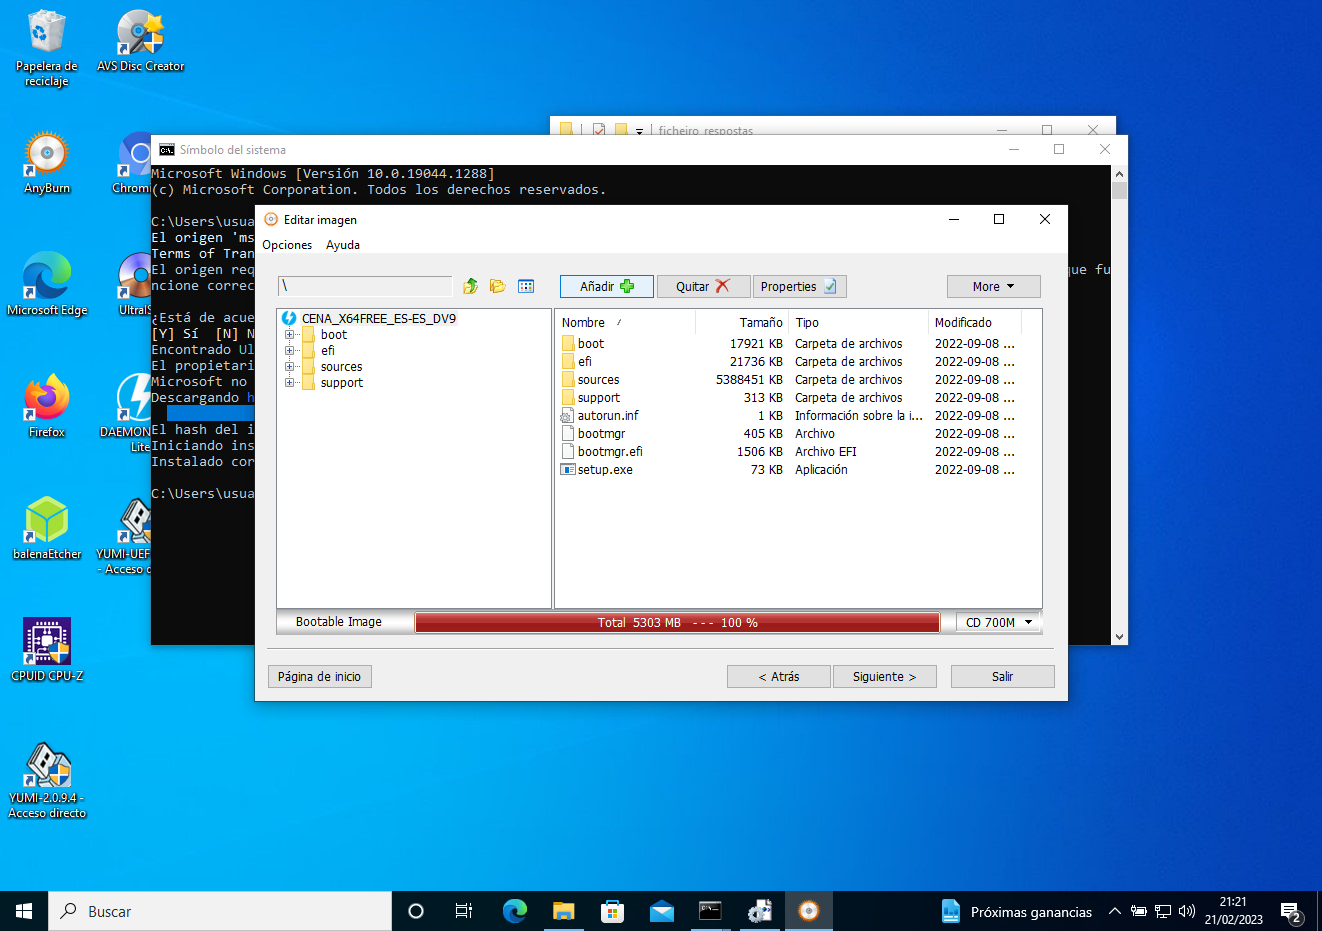 Papelera de
reciclaje
AVS Disc Creator
AnyBurn
Chromi
Microsoft Edge
UltraIS
Firefox
DAEMON
Lite
balenaEtcher
YUMI-UEF
- Acceso d
CPUID CPU-Z
YUMI-2.0.9.4 -
Acceso directo
ficheiro_respostas
Símbolo del sistema
Microsoft Windows [Versión 10.0.19044.1288]
(c) Microsoft Corporation. Todos los derechos reservados.
C:\Users\usua
El origen 'ms
Terms of Tran
El origen req
que fu
ncione correc
¿Está de acue
[Y] Sí  [N] N
Encontrado Ul
El propietari
Microsoft no
Descargando h
El hash del i
Iniciando ins
Instalado cor
C:\Users\usua
Editar imagen
Opciones Ayuda
\
Añadir Quitar Properties More
CENA_X64FREE_ES-ES_DV9
boot
efi
sources
support
Nombre Tamaño Tipo Modificado
boot 17921 KB Carpeta de archivos 2022-09-08 ...
efi 21736 KB Carpeta de archivos 2022-09-08 ...
sources 5388451 KB Carpeta de archivos 2022-09-08 ...
support 313 KB Carpeta de archivos 2022-09-08 ...
autorun.inf 1 KB Información sobre la i... 2022-09-08 ...
bootmgr 405 KB Archivo 2022-09-08 ...
bootmgr.efi 1506 KB Archivo EFI 2022-09-08 ...
setup.exe 73 KB Aplicación 2022-09-08 ...
Bootable Image Total 5303 MB --- 100 % CD 700M
Página de inicio < Atrás Siguiente > Salir
Buscar
Próximas ganancias
21:21
21/02/2023
2